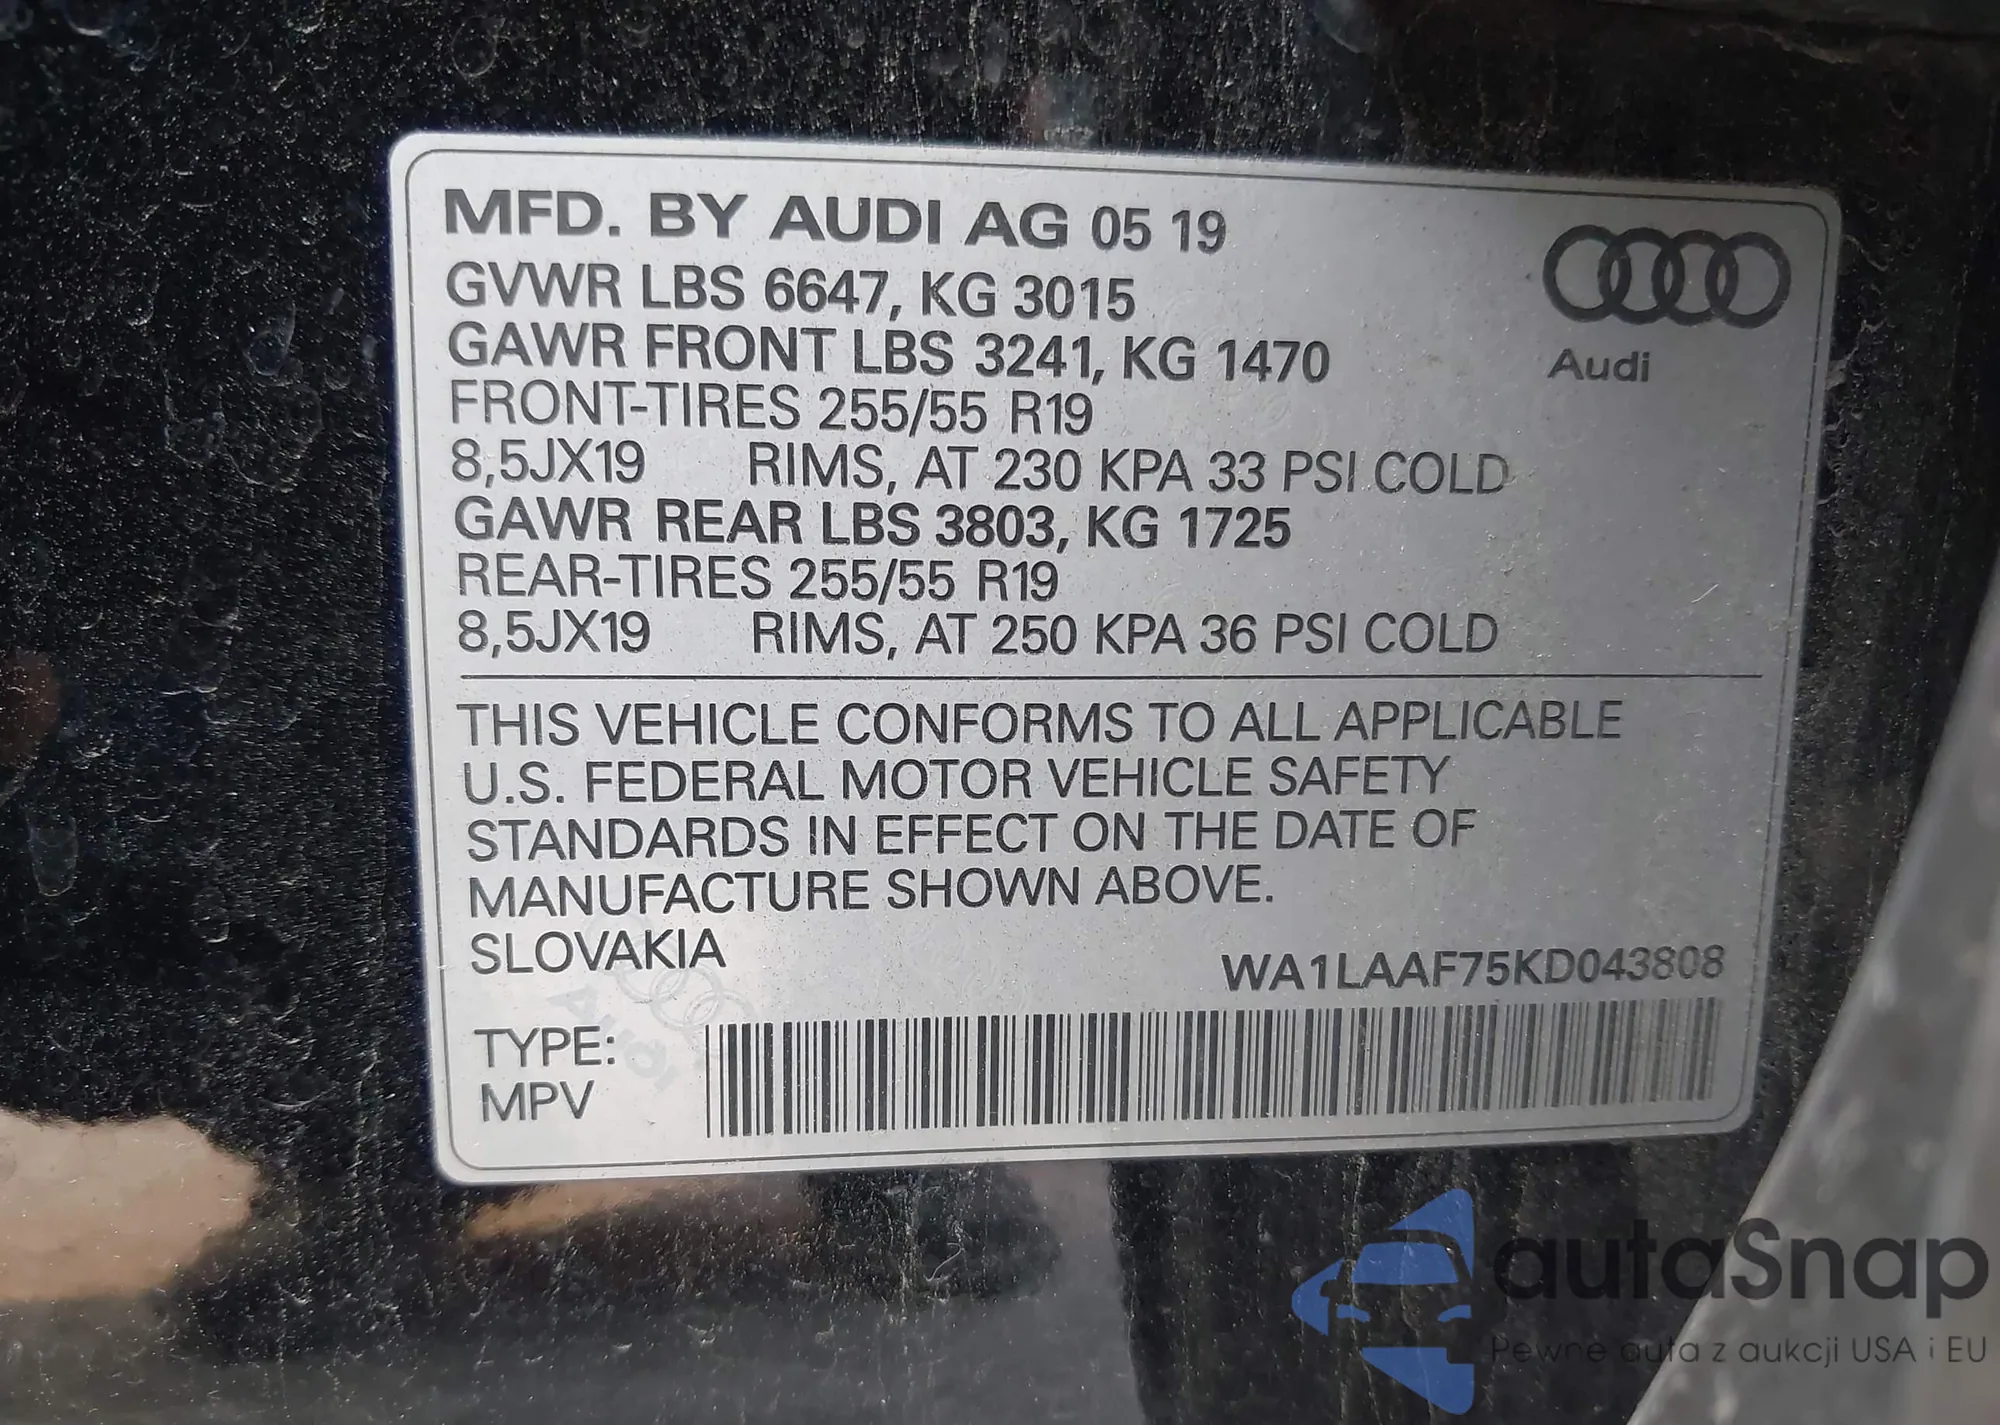 MFD. BY AUDI AG 05 19
GVWR LBS 6647, KG 3015
GAWR FRONT LBS 3241, KG 1470
FRONT-TIRES 255/55 R19
8,5JX19 RIMS, AT 230 KPA 33 PSI COLD
GAWR REAR LBS 3803, KG 1725
REAR-TIRES 255/55 R19
8,5JX19 RIMS, AT 250 KPA 36 PSI COLD
Audi
THIS VEHICLE CONFORMS TO ALL APPLICABLE
U.S. FEDERAL MOTOR VEHICLE SAFETY
STANDARDS IN EFFECT ON THE DATE OF
MANUFACTURE SHOWN ABOVE.
SLOVAKIA
WA1LAAF75KD043808
Audi
TYPE:
MPV
autaSnap
Pewne auta z aukcji USA i EU